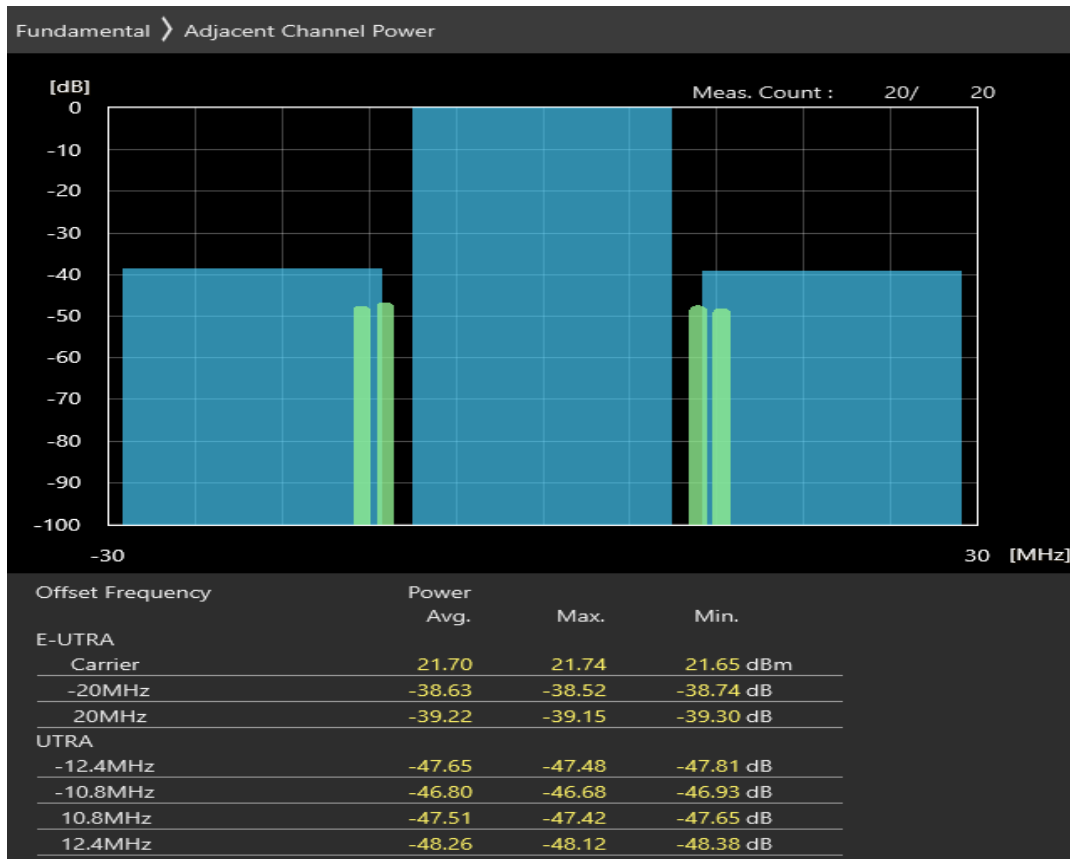 Fundamental 〉 Adjacent Channel Power
[dB]
Meas. Count : 20/ 20
0
-10
-20
-30
-40
-50
-60
-70
-80
-90
-100
-30 30 [MHz]
Offset Frequency Power
Avg. Max. Min.
E-UTRA
Carrier 21.70 21.74 21.65 dBm
-20MHz -38.63 -38.52 -38.74 dB
20MHz -39.22 -39.15 -39.30 dB
UTRA
-12.4MHz -47.65 -47.48 -47.81 dB
-10.8MHz -46.80 -46.68 -46.93 dB
10.8MHz -47.51 -47.42 -47.65 dB
12.4MHz -48.26 -48.12 -48.38 dB